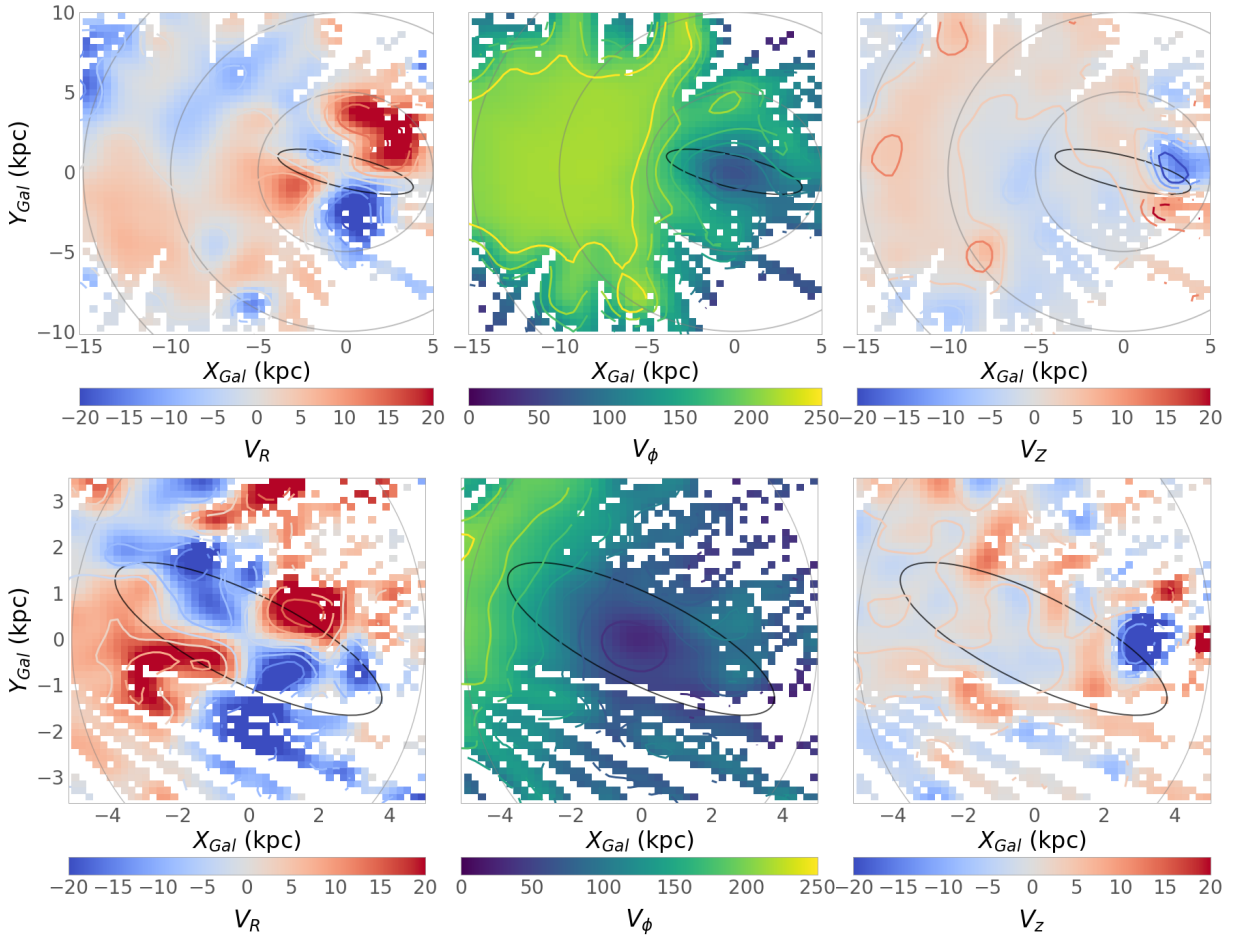 10
5
0
−5
−10
Y_Gal (kpc)
−15 −10 −5 0 5
−15 −10 −5 0 5
−15 −10 −5 0 5
X_Gal (kpc)
X_Gal (kpc)
X_Gal (kpc)
−20 −15 −10 −5 0 5 10 15 20
0 50 100 150 200 250
−20 −15 −10 −5 0 5 10 15 20
V_R
V_ϕ
V_Z
3
2
1
0
−1
−2
−3
Y_Gal (kpc)
−4 −2 0 2 4
−4 −2 0 2 4
−4 −2 0 2 4
X_Gal (kpc)
X_Gal (kpc)
X_Gal (kpc)
−20 −15 −10 −5 0 5 10 15 20
0 50 100 150 200 250
−20 −15 −10 −5 0 5 10 15 20
V_R
V_ϕ
V_z